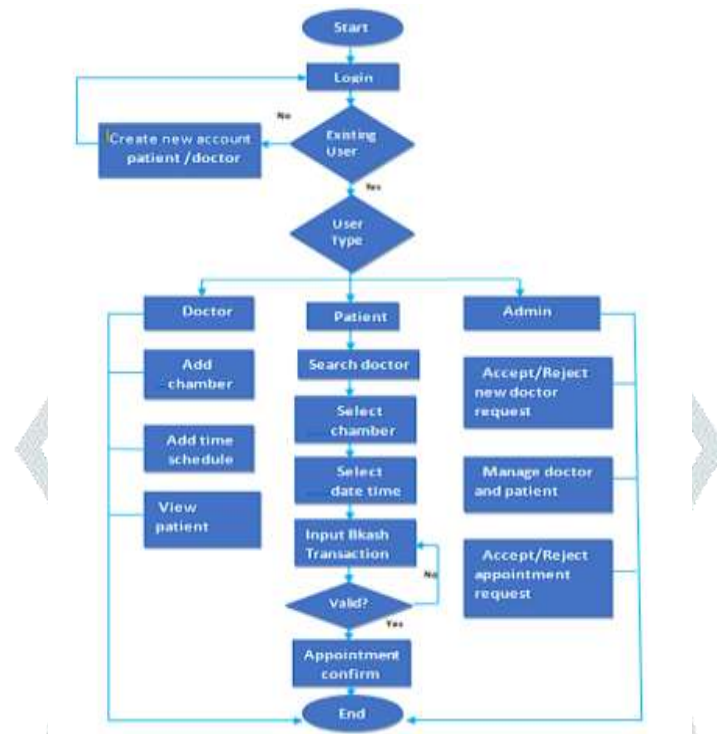 Start
Login
No
Existing
User
Create new account
patient /doctor
Yes
User
Type
Doctor
Patient
Admin
Add
chamber
Search doctor
Accept/Reject
new doctor
request
Select
chamber
Add time
schedule
Select
date time
Manage doctor
and patient
View
patient
Input Bkash
Transaction
No
Accept/Reject
appointment
request
Valid?
Yes
Appointment
confirm
End